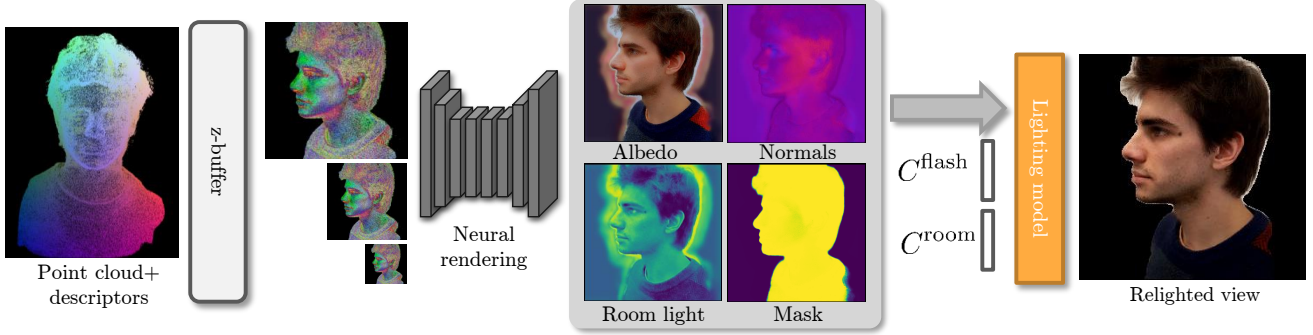 Point cloud+
descriptors
z-buffer
Neural
rendering
Albedo
Normals
Room light
Mask
C^flash
C^room
Lighting model
Relighted view